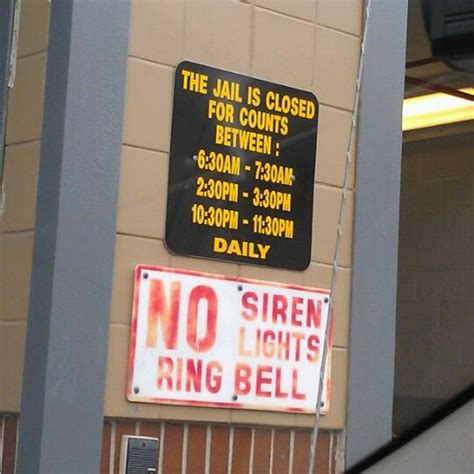 THE JAIL IS CLOSED
FOR COUNTS
BETWEEN :
6:30AM - 7:30AM
2:30PM - 3:30PM
10:30PM - 11:30PM
DAILY
NO SIREN
LIGHTS
RING BELL